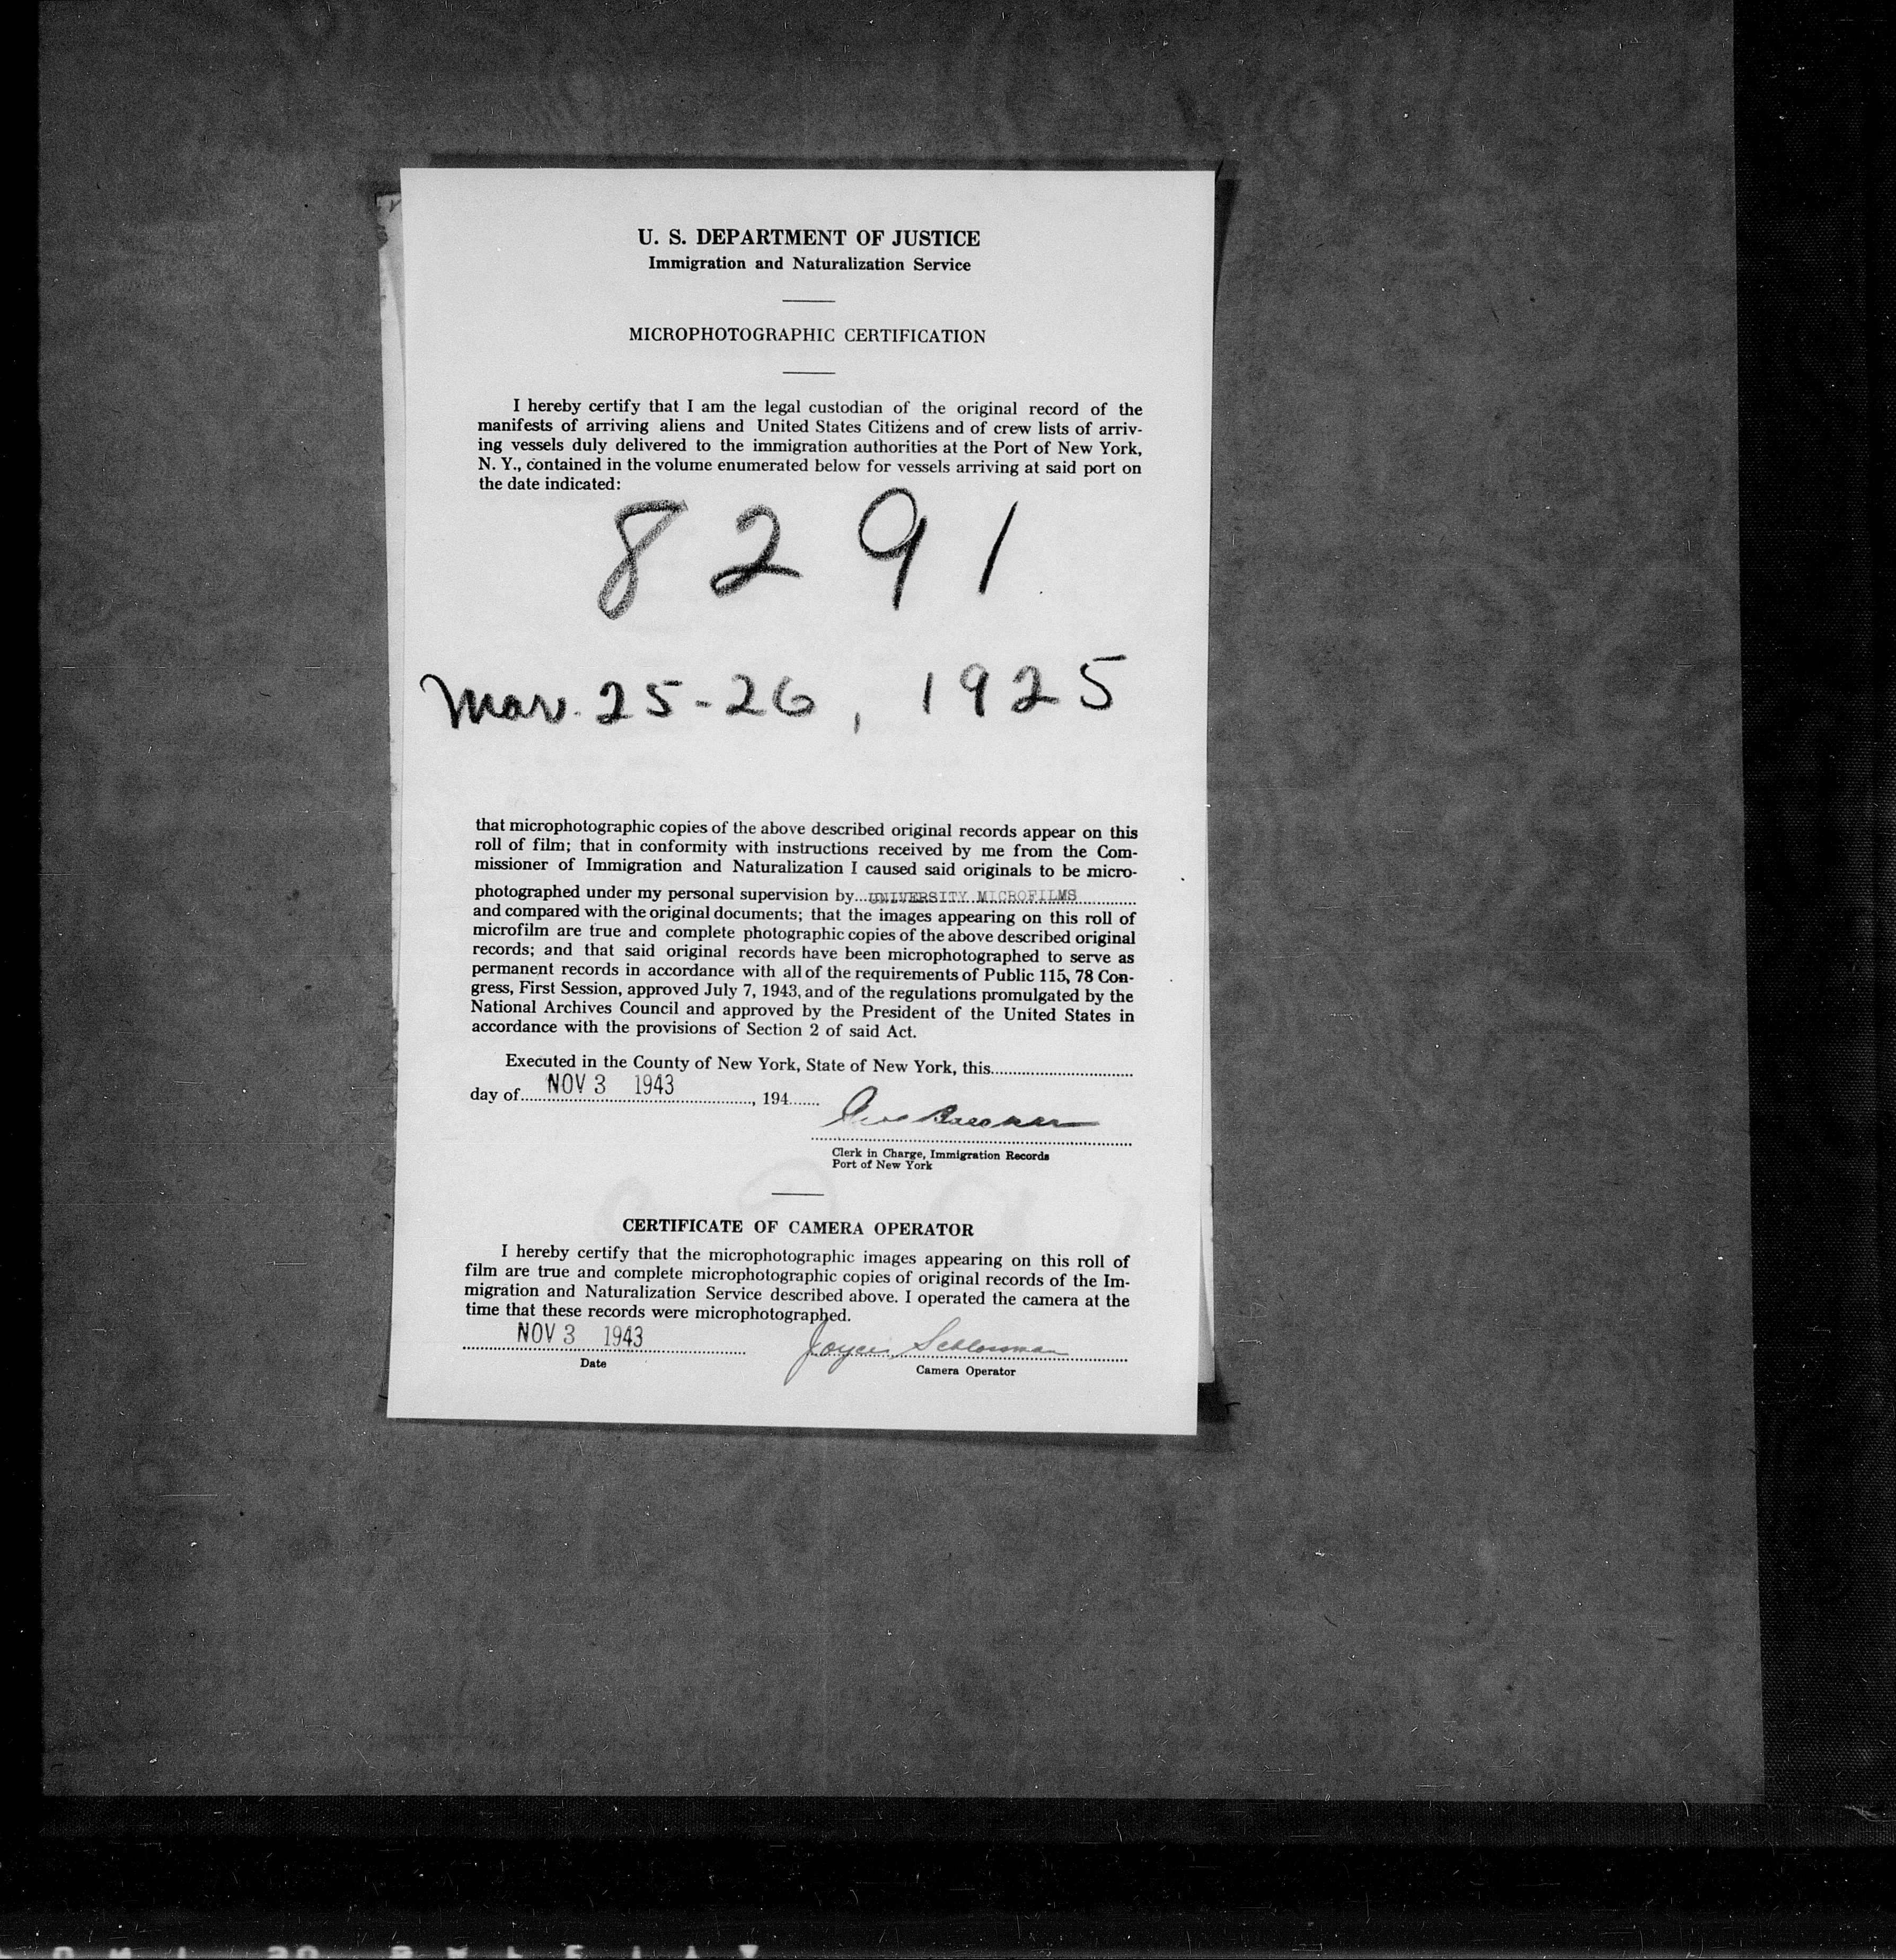 U. S. DEPARTMENT OF JUSTICE
Immigration and Naturalization Service
MICROPHOTOGRAPHIC CERTIFICATION
I hereby certify that I am the legal custodian of the original record of the
manifests of arriving aliens and United States Citizens and of crew lists of arriv-
ing vessels duly delivered to the immigration authorities at the Port of New York,
N. Y., contained in the volume enumerated below for vessels arriving at said port on
the date indicated:
8291
Mar. 25-26, 1925
that microphotographic copies of the above described original records appear on this
roll of film; that in conformity with instructions received by me from the Com-
missioner of Immigration and Naturalization I caused said originals to be micro-
photographed under my personal supervision by UNIVERSITY MICROFILMS
and compared with the original documents; that the images appearing on this roll of
microfilm are true and complete photographic copies of the above described original
records; and that said original records have been microphotographed to serve as
permanent records in accordance with all of the requirements of Public 115, 78 Con-
gress, First Session, approved July 7, 1943, and of the regulations promulgated by the
National Archives Council and approved by the President of the United States in
accordance with the provisions of Section 2 of said Act.
Executed in the County of New York, State of New York, this
day of NOV 3 1943, 194
Clerk in Charge, Immigration Records
Port of New York
CERTIFICATE OF CAMERA OPERATOR
I hereby certify that the microphotographic images appearing on this roll of
film are true and complete microphotographic copies of original records of the Im-
migration and Naturalization Service described above. I operated the camera at the
time that these records were microphotographed.
NOV 3 1943 Joyce Schlossman
Date Camera Operator